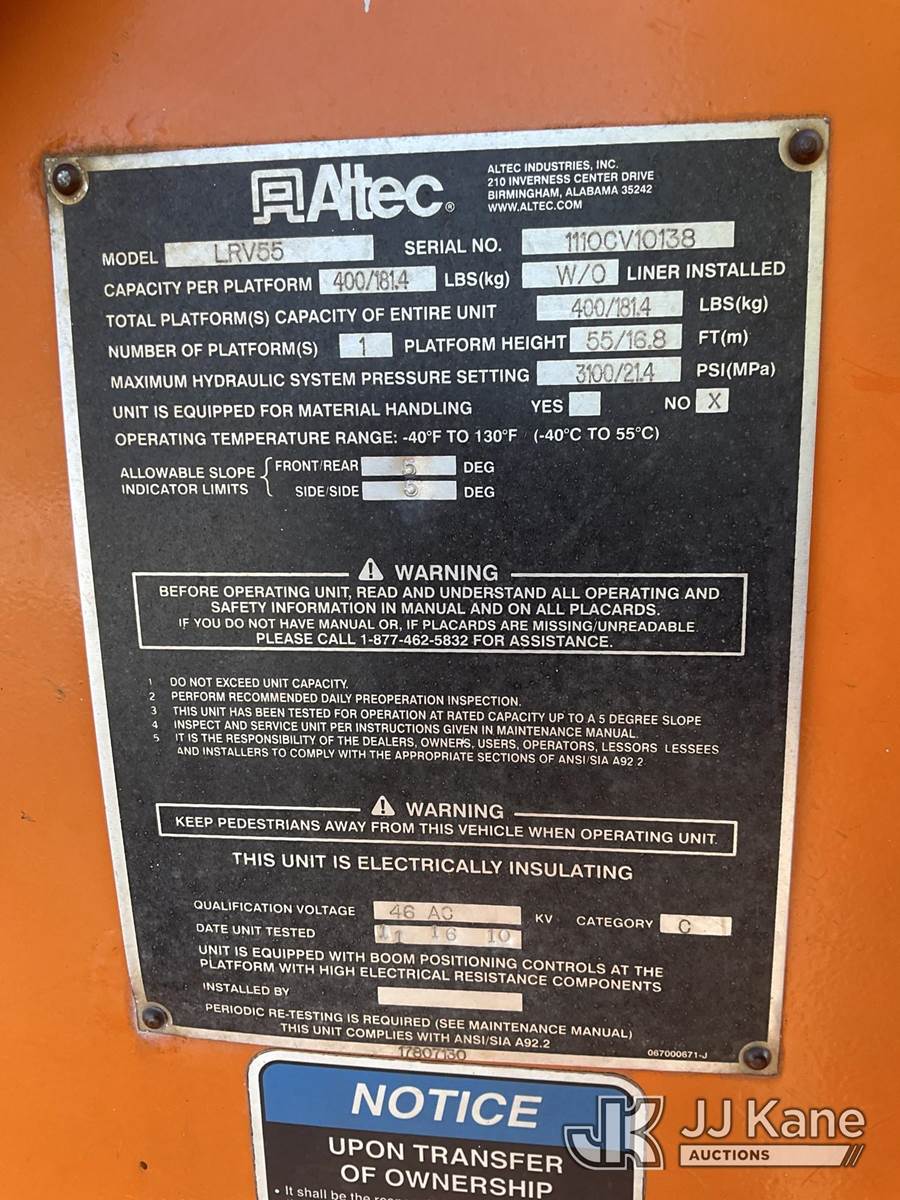 Altec®
ALTEC INDUSTRIES, INC.
210 INVERNESS CENTER DRIVE
BIRMINGHAM, ALABAMA 35242
WWW.ALTEC.COM
MODEL LRV55 SERIAL NO. 1110CV10138
CAPACITY PER PLATFORM 400/181.4 LBS(kg) W/O LINER INSTALLED
TOTAL PLATFORM(S) CAPACITY OF ENTIRE UNIT 400/181.4 LBS(kg)
NUMBER OF PLATFORM(S) 1 PLATFORM HEIGHT 55/16.8 FT(m)
MAXIMUM HYDRAULIC SYSTEM PRESSURE SETTING 3100/21.4 PSI(MPa)
UNIT IS EQUIPPED FOR MATERIAL HANDLING YES NO X
OPERATING TEMPERATURE RANGE: -40°F TO 130°F (-40°C TO 55°C)
ALLOWABLE SLOPE INDICATOR LIMITS
FRONT/REAR 5 DEG
SIDE/SIDE 5 DEG
WARNING
BEFORE OPERATING UNIT, READ AND UNDERSTAND ALL OPERATING AND
SAFETY INFORMATION IN MANUAL AND ON ALL PLACARDS.
IF YOU DO NOT HAVE MANUAL OR, IF PLACARDS ARE MISSING/UNREADABLE
PLEASE CALL 1-877-462-5832 FOR ASSISTANCE.
1 DO NOT EXCEED UNIT CAPACITY.
2 PERFORM RECOMMENDED DAILY PREOPERATION INSPECTION.
3 THIS UNIT HAS BEEN TESTED FOR OPERATION AT RATED CAPACITY UP TO A 5 DEGREE SLOPE
4 INSPECT AND SERVICE UNIT PER INSTRUCTIONS GIVEN IN MAINTENANCE MANUAL.
5 IT IS THE RESPONSIBILITY OF THE DEALERS, OWNERS, USERS, OPERATORS, LESSORS LESSEES
AND INSTALLERS TO COMPLY WITH THE APPROPRIATE SECTIONS OF ANSI/SIA A92.2
WARNING
KEEP PEDESTRIANS AWAY FROM THIS VEHICLE WHEN OPERATING UNIT.
THIS UNIT IS ELECTRICALLY INSULATING
QUALIFICATION VOLTAGE 46 AC KV CATEGORY C
DATE UNIT TESTED 11 16 10
UNIT IS EQUIPPED WITH BOOM POSITIONING CONTROLS AT THE
PLATFORM WITH HIGH ELECTRICAL RESISTANCE COMPONENTS
INSTALLED BY
PERIODIC RE-TESTING IS REQUIRED (SEE MAINTENANCE MANUAL)
THIS UNIT COMPLIES WITH ANSI/SIA A92.2
17807130
067000671-J
NOTICE
UPON TRANSFER
OF OWNERSHIP
• It shall be the
JJ Kane
AUCTIONS